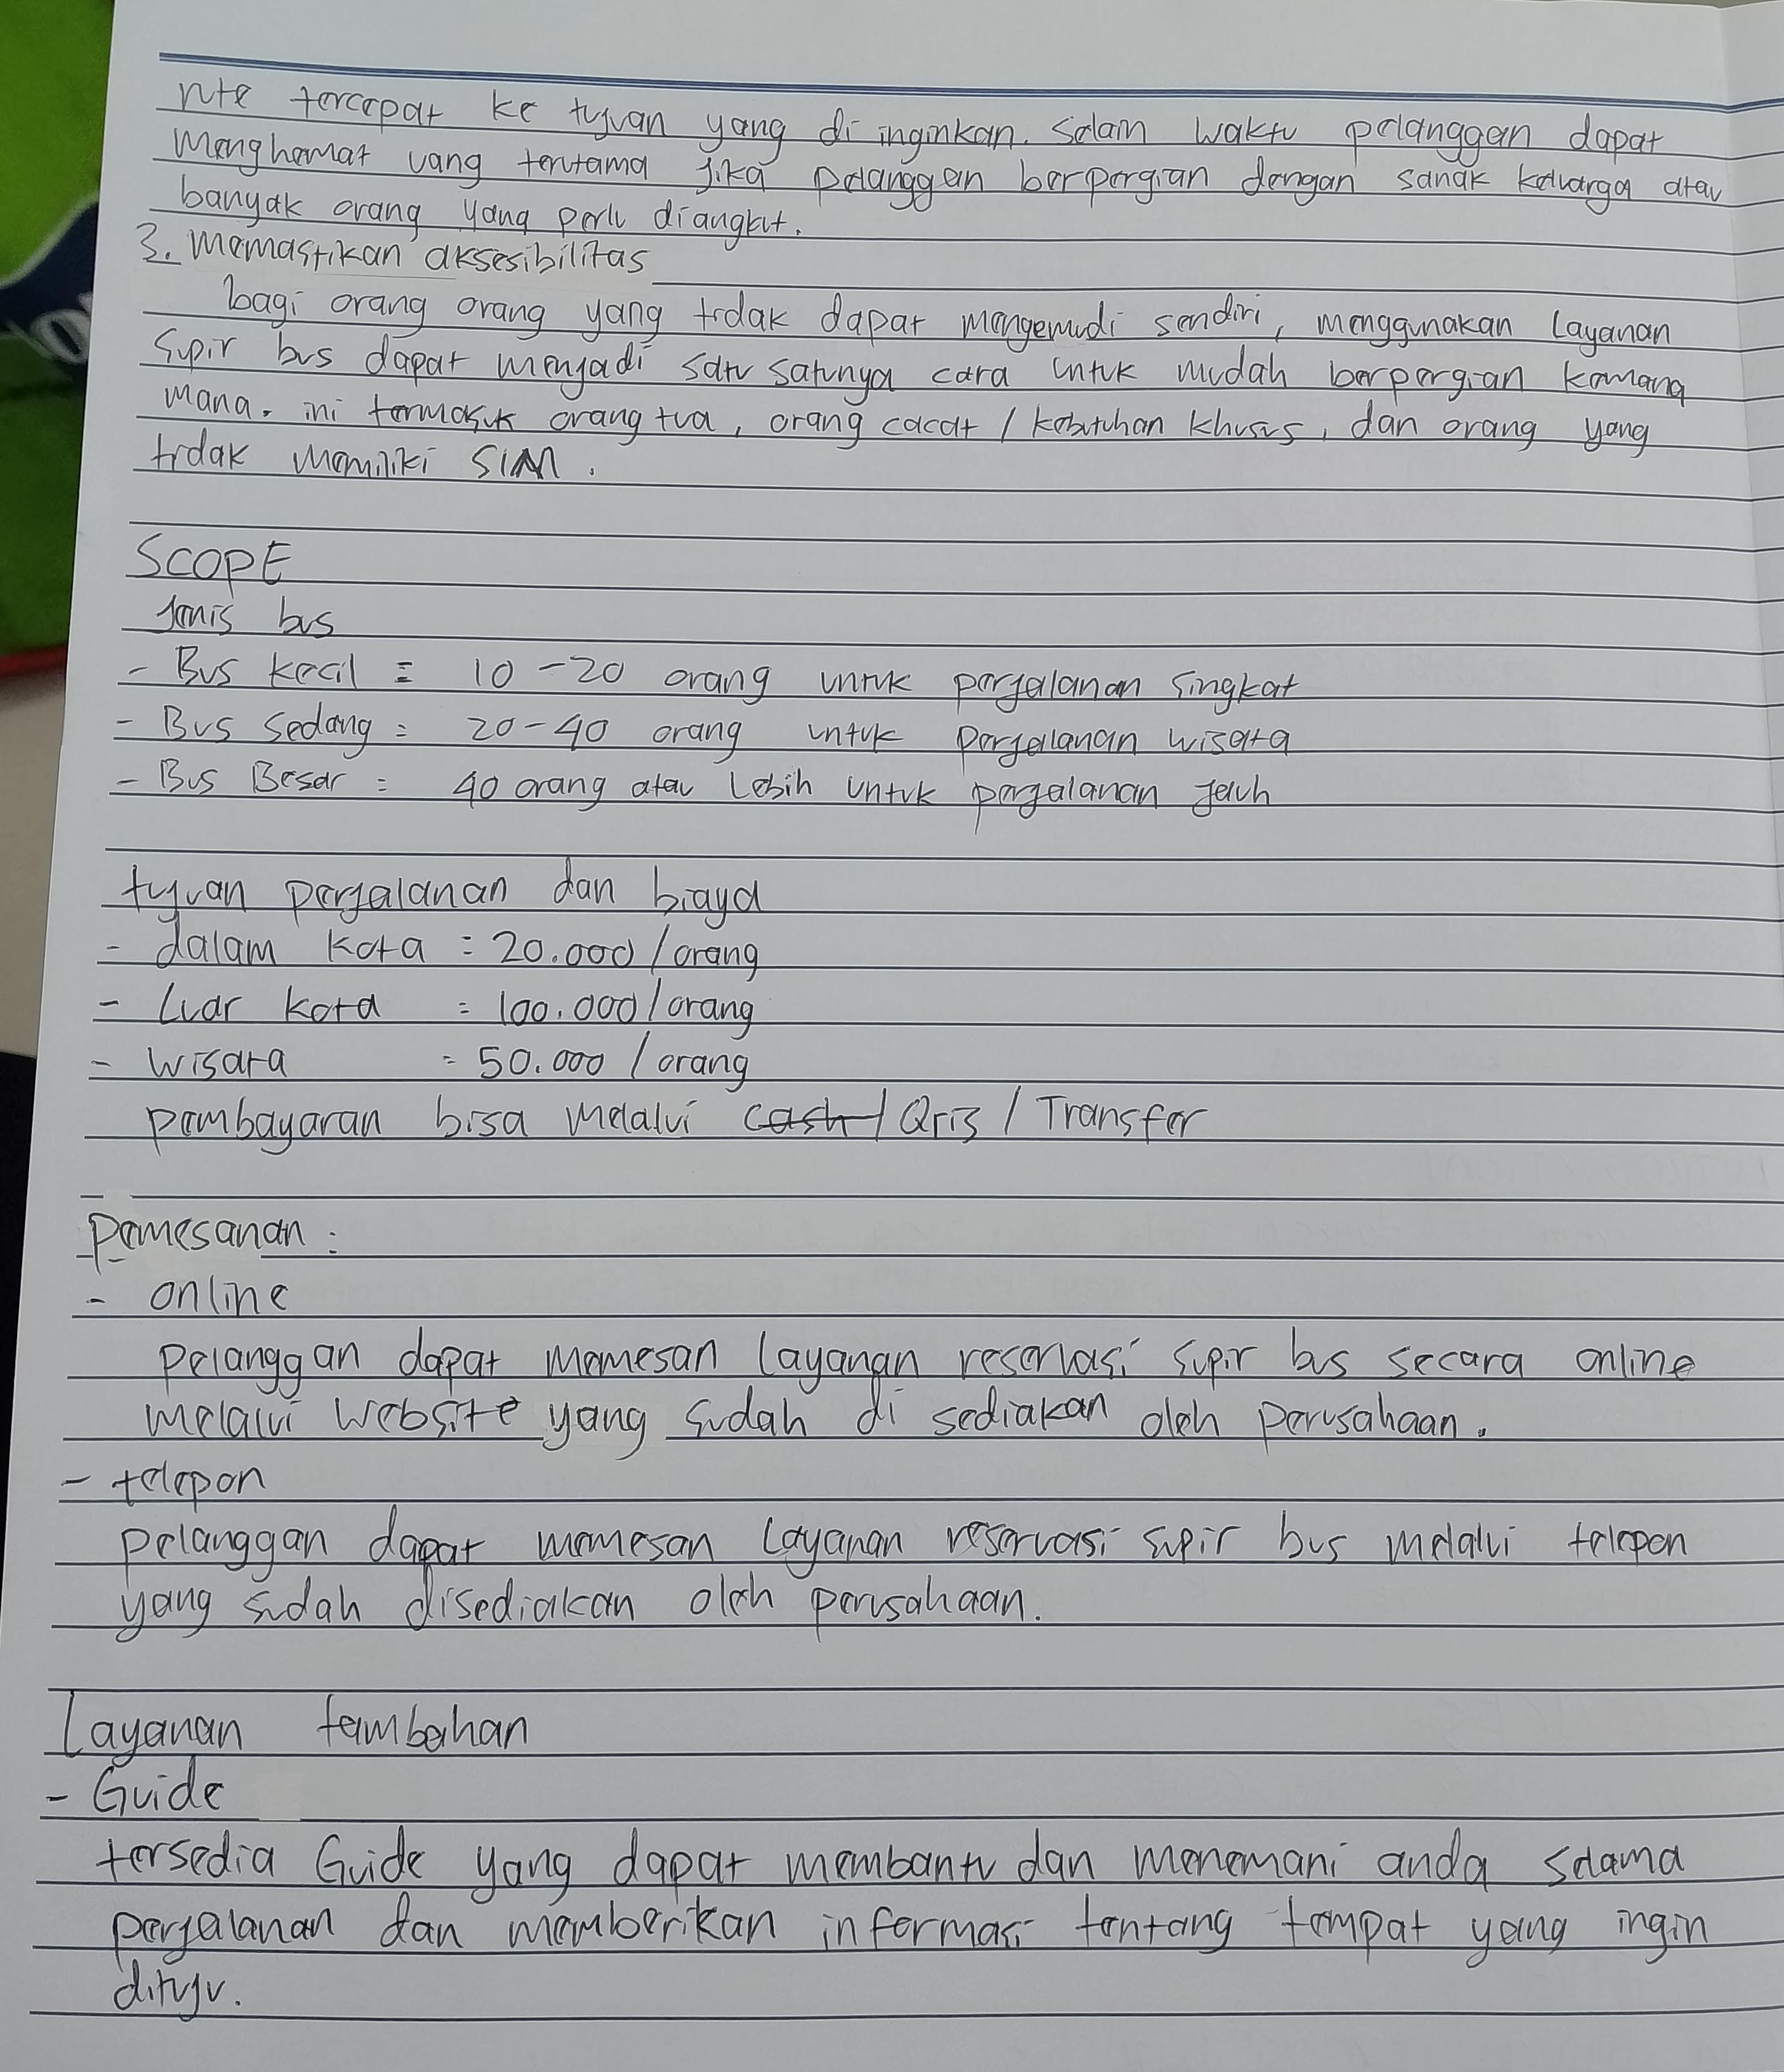 rute tercepat ke tujuan yang di inginkan. Selain waktu pelanggan dapat
menghemat uang terutama jika pelanggan berpergian dengan sanak keluarga atau
banyak orang yang perlu diangkut.
3. Memastikan aksesibilitas
bagi orang orang yang tidak dapat mengemudi sendiri, menggunakan layanan
supir bus dapat menjadi satu satunya cara untuk mudah berpergian kemana
mana. ini termasuk orang tua, orang cacat / kebutuhan khusus, dan orang yang
tidak memiliki SIM.
SCOPE
Jenis bus
- Bus kecil = 10-20 orang untuk perjalanan singkat
- Bus sedang = 20-40 orang untuk perjalanan wisata
- Bus Besar = 40 orang atau lebih untuk perjalanan jauh
tujuan perjalanan dan biaya
- dalam kota = 20.000/orang
- Luar kota = 100.000/orang
- wisata = 50.000/orang
pembayaran bisa melalui cash/Qris/Transfer
Pemesanan :
- online
Pelanggan dapat memesan layanan reservasi supir bus secara online
melalui website yang sudah di sediakan oleh perusahaan.
- telepon
Pelanggan dapat memesan layanan reservasi supir bus melalui telepon
yang sudah disediakan oleh perusahaan.
Layanan tambahan
- Guide
tersedia Guide yang dapat membantu dan menemani anda selama
perjalanan dan memberikan informasi tentang tempat yang ingin
dituju.